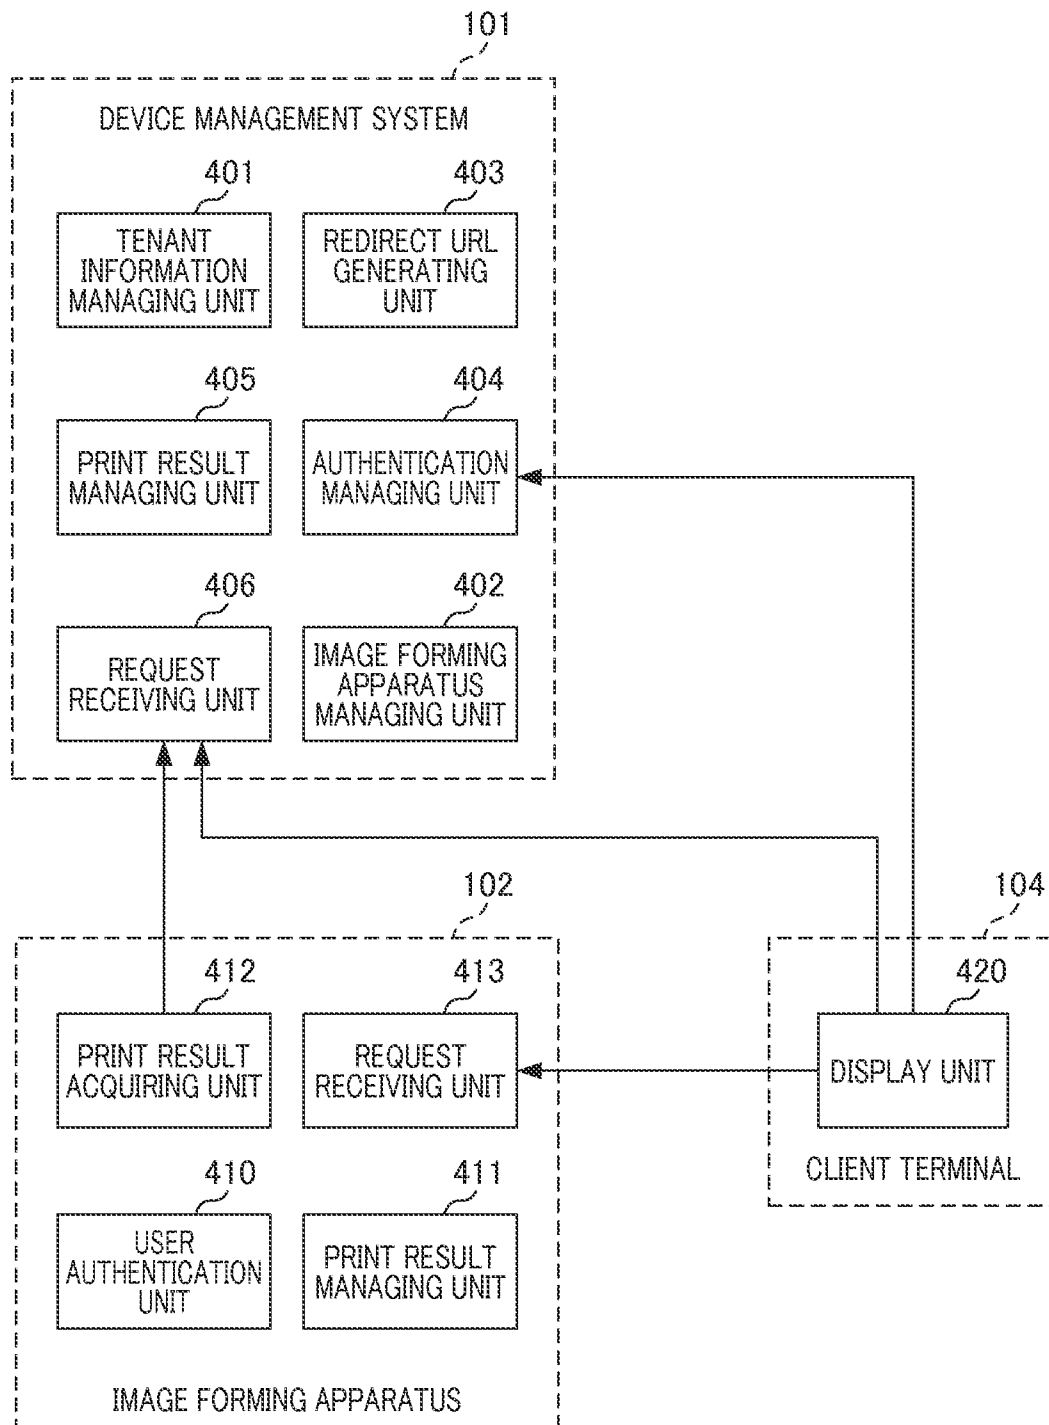 101
DEVICE MANAGEMENT SYSTEM
401
403
TENANT
INFORMATION
MANAGING UNIT
REDIRECT URL
GENERATING
UNIT
405
404
PRINT RESULT
MANAGING UNIT
AUTHENTICATION
MANAGING UNIT
406
402
REQUEST
RECEIVING UNIT
IMAGE FORMING
APPARATUS
MANAGING UNIT
102
104
412
413
420
PRINT RESULT
ACQUIRING UNIT
REQUEST
RECEIVING UNIT
DISPLAY UNIT
410
411
CLIENT TERMINAL
USER
AUTHENTICATION
UNIT
PRINT RESULT
MANAGING UNIT
IMAGE FORMING APPARATUS